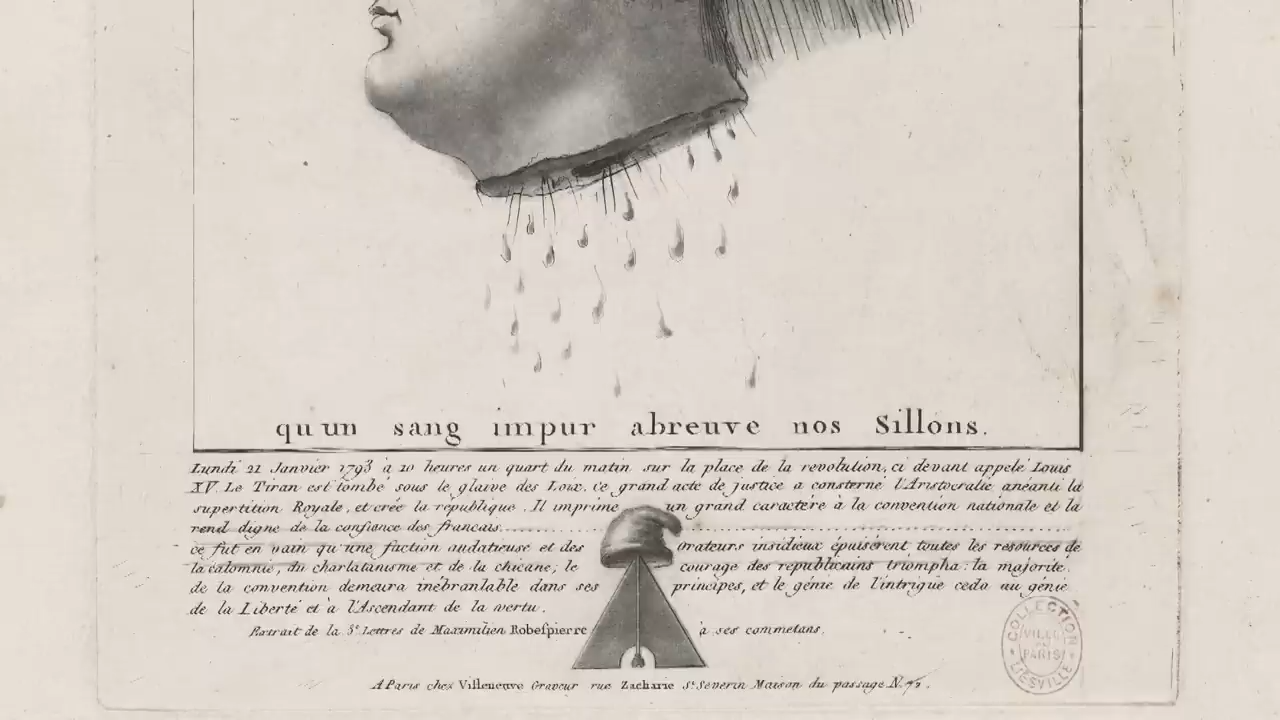 qu'un sang impur abreuve nos Sillons.
Lundi 21 Janvier 1793 à 10 heures un quart du matin sur la place de la revolution, ci devant appelé Louis
XV. Le Tiran est tombé sous le glaive des Loix. ce grand acte de justice a consterné l'Aristocratie anéanti la
supertition Royale, et créé la république. Il imprime un grand caractère à la convention nationale et la
rend digne de la confiance des francais..............
ce fut en vain qu'une faction audatieuse et des orateurs insidieux épuisèrent toutes les resources de
la calomnie, du charlatanisme et de la chicane; le courage des republicains triompha: la majorité
de la convention demeura inébranlable dans ses principes, et le génie de l'intrigue ceda au génie
de la Liberté et a l'Ascendant de la vertu.
Extrait de la 3e Lettres de Maximilien Robespierre à ses commetans.
A Paris chez Villeneuve Graveur rue Zacharie St Severin Maison du passage N. 72.
COLLECTION
VILLE
DE
PARIS
LIESVILLE